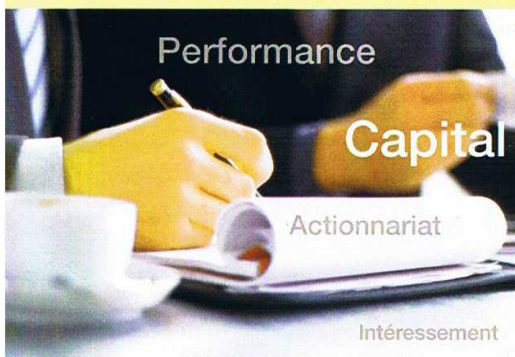 Performance
Capital
Actionnariat
Intéressement